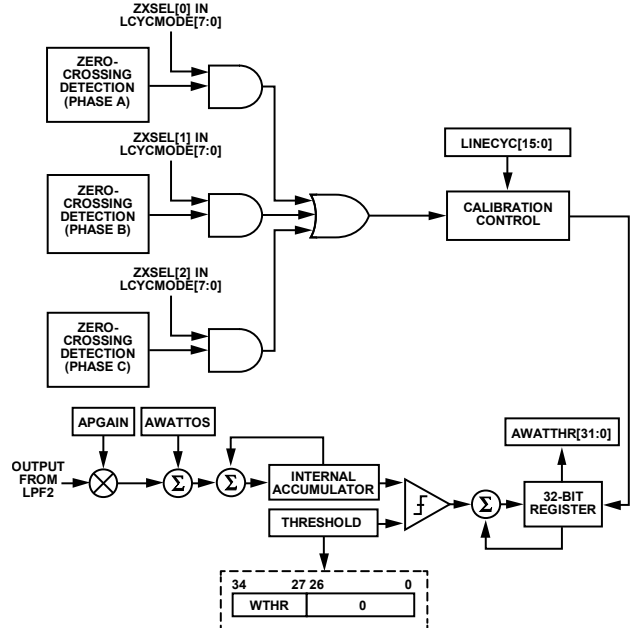 ZXSEL[0] IN
LCYCMODE[7:0]
ZERO-
CROSSING
DETECTION
(PHASE A)
ZXSEL[1] IN
LCYCMODE[7:0]
ZERO-
CROSSING
DETECTION
(PHASE B)
LINECYC[15:0]
CALIBRATION
CONTROL
ZXSEL[2] IN
LCYCMODE[7:0]
ZERO-
CROSSING
DETECTION
(PHASE C)
APGAIN
AWATTOS
AWATTHR[31:0]
OUTPUT
FROM
LPF2
Σ
Σ
INTERNAL
ACCUMULATOR
Σ
32-BIT
REGISTER
THRESHOLD
34 27 26 0
WTHR 0